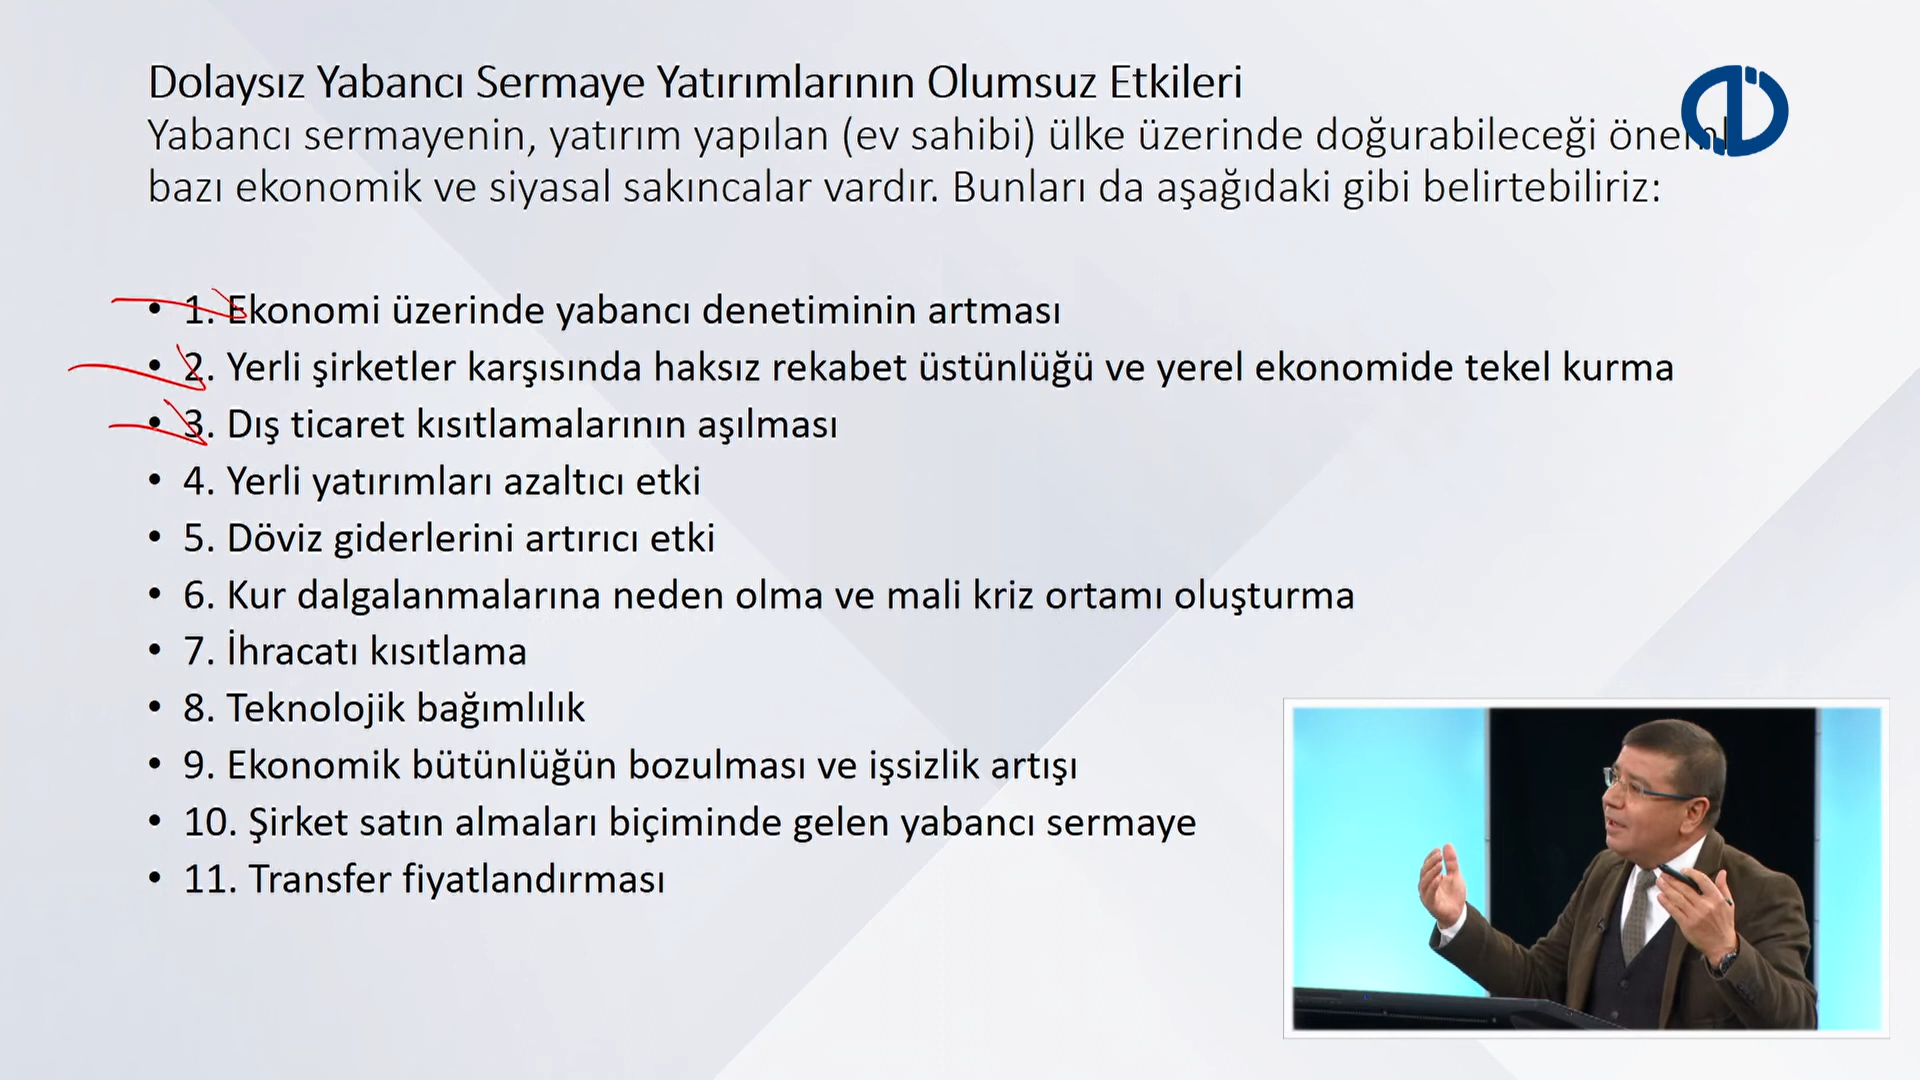 Dolaysız Yabancı Sermaye Yatırımlarının Olumsuz Etkileri
Yabancı sermayenin, yatırım yapılan (ev sahibi) ülke üzerinde doğurabileceği
bazı ekonomik ve siyasal sakıncalar vardır. Bunları da aşağıdaki gibi belirtebiliriz:
• 1. Ekonomi üzerinde yabancı denetiminin artması
• 2. Yerli şirketler karşısında haksız rekabet üstünlüğü ve yerel ekonomide tekel kurma
• 3. Dış ticaret kısıtlamalarının aşılması
• 4. Yerli yatırımları azaltıcı etki
• 5. Döviz giderlerini artırıcı etki
• 6. Kur dalgalanmalarına neden olma ve mali kriz ortamı oluşturma
• 7. İhracatı kısıtlama
• 8. Teknolojik bağımlılık
• 9. Ekonomik bütünlüğün bozulması ve işsizlik artışı
• 10. Şirket satın almaları biçiminde gelen yabancı sermaye
• 11. Transfer fiyatlandırması